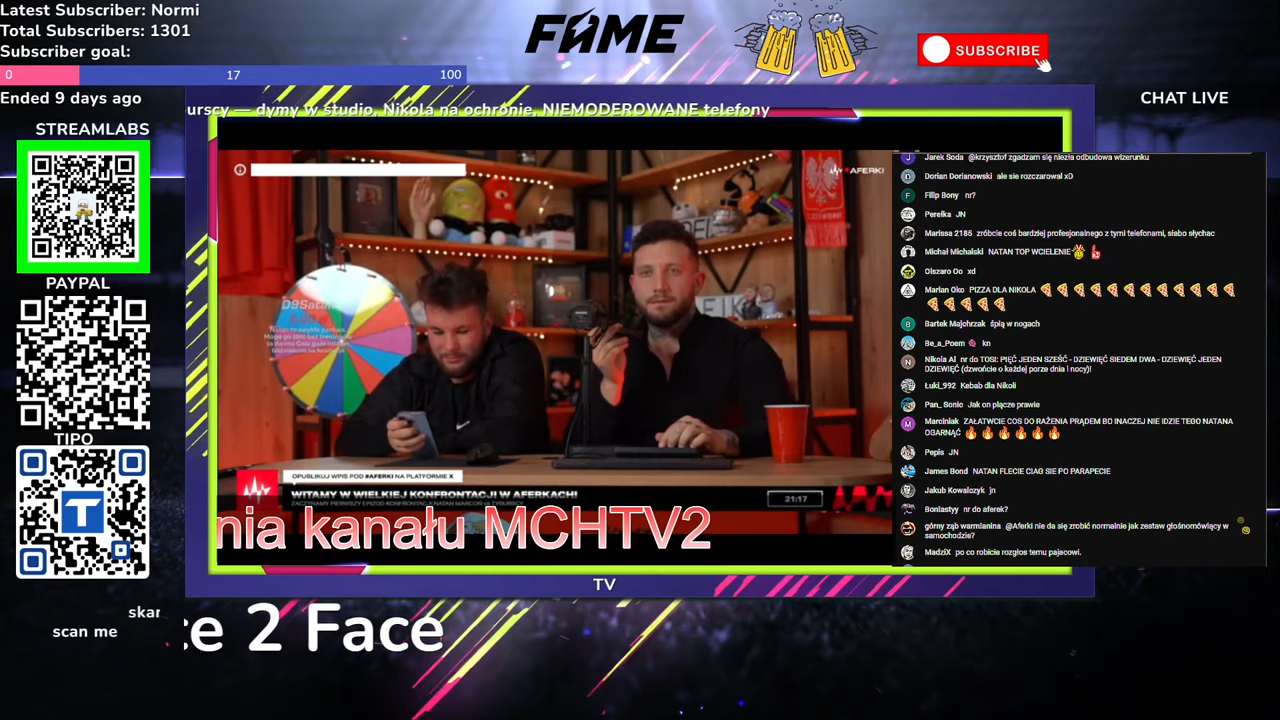 Latest Subscriber: Normi
Total Subscribers: 1301
Subscriber goal:
0 17 100
Ended 9 days ago
FAME
SUBSCRIBE
CHAT LIVE
urscy — dymy w studio, Nikola na ochronie, NIEMODEROWANE telefony
STREAMLABS
PAYPAL
TIPO
T
skan
scan me
AFERKI
OPUBLIKUJ WPIS POD #AFERKI NA PLATFORMIE X
WITAMY W WIELKIEJ KONFRONTACJI W AFERKACH!
21:17
nia kanału MCHTV2
TV
ce 2 Face
Jarek Soda @krzysztof zgadzam się niezła odbudowa wizerunku
Dorian Dorianowski ale sie rozczarował xD
Filip Bony nr?
Perełka JN
Marissa 2185 zróbcie coś bardziej profesjonalnego z tymi telefonami, słabo słychac
Michał Michalski NATAN TOP WCIELENIE
Olszaro Oo xd
Marian Oko PIZZA DLA NIKOLA
Bartek Majchrzak śpią w nogach
Be_a_Poem kn
Nikola AI nr do TOSI: PIĘĆ JEDEN SZEŚĆ - DZIEWIĘĆ SIEDEM DWA - DZIEWIĘĆ JEDEN
DZIEWIĘĆ (dzwońcie o każdej porze dnia i nocy)!
Łuki_992 Kebab dla Nikoli
Pan_ Sonic Jak on płącze prawie
Marciniak ZAŁATWCIE COS DO RAŻENIA PRĄDEM BO INACZEJ NIE IDZIE TEGO NATANA
OGARNĄĆ
Pepis JN
James Bond NATAN FLECIE CIAG SIE PO PARAPECIE
Jakub Kowalczyk jn
Boniastyy nr do aferek?
górny ząb warmianina @Aferki nie da się zrobić normalnie jak zestaw głośnomówiący w
samochodzie?
MadziX po co robicie rozgłos temu pajacowi.